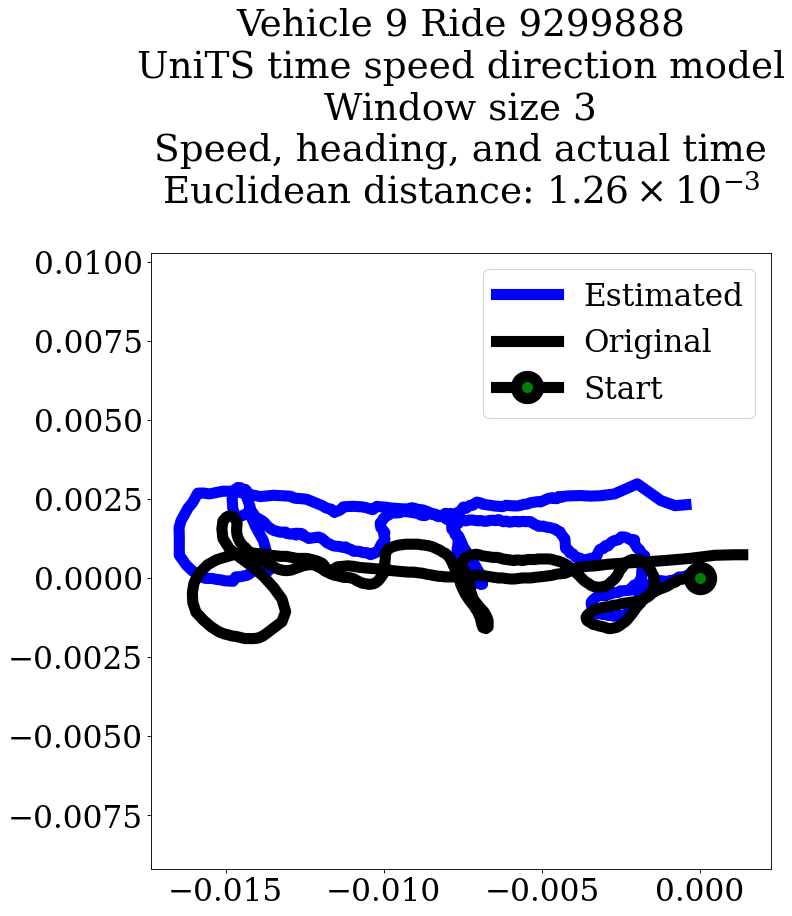 Vehicle 9 Ride 9299888
UniTS time speed direction model
Window size 3
Speed, heading, and actual time
Euclidean distance: 1.26 × 10⁻³
Estimated
Original
Start
0.0100
0.0075
0.0050
0.0025
0.0000
−0.0025
−0.0050
−0.0075
−0.015 −0.010 −0.005 0.000